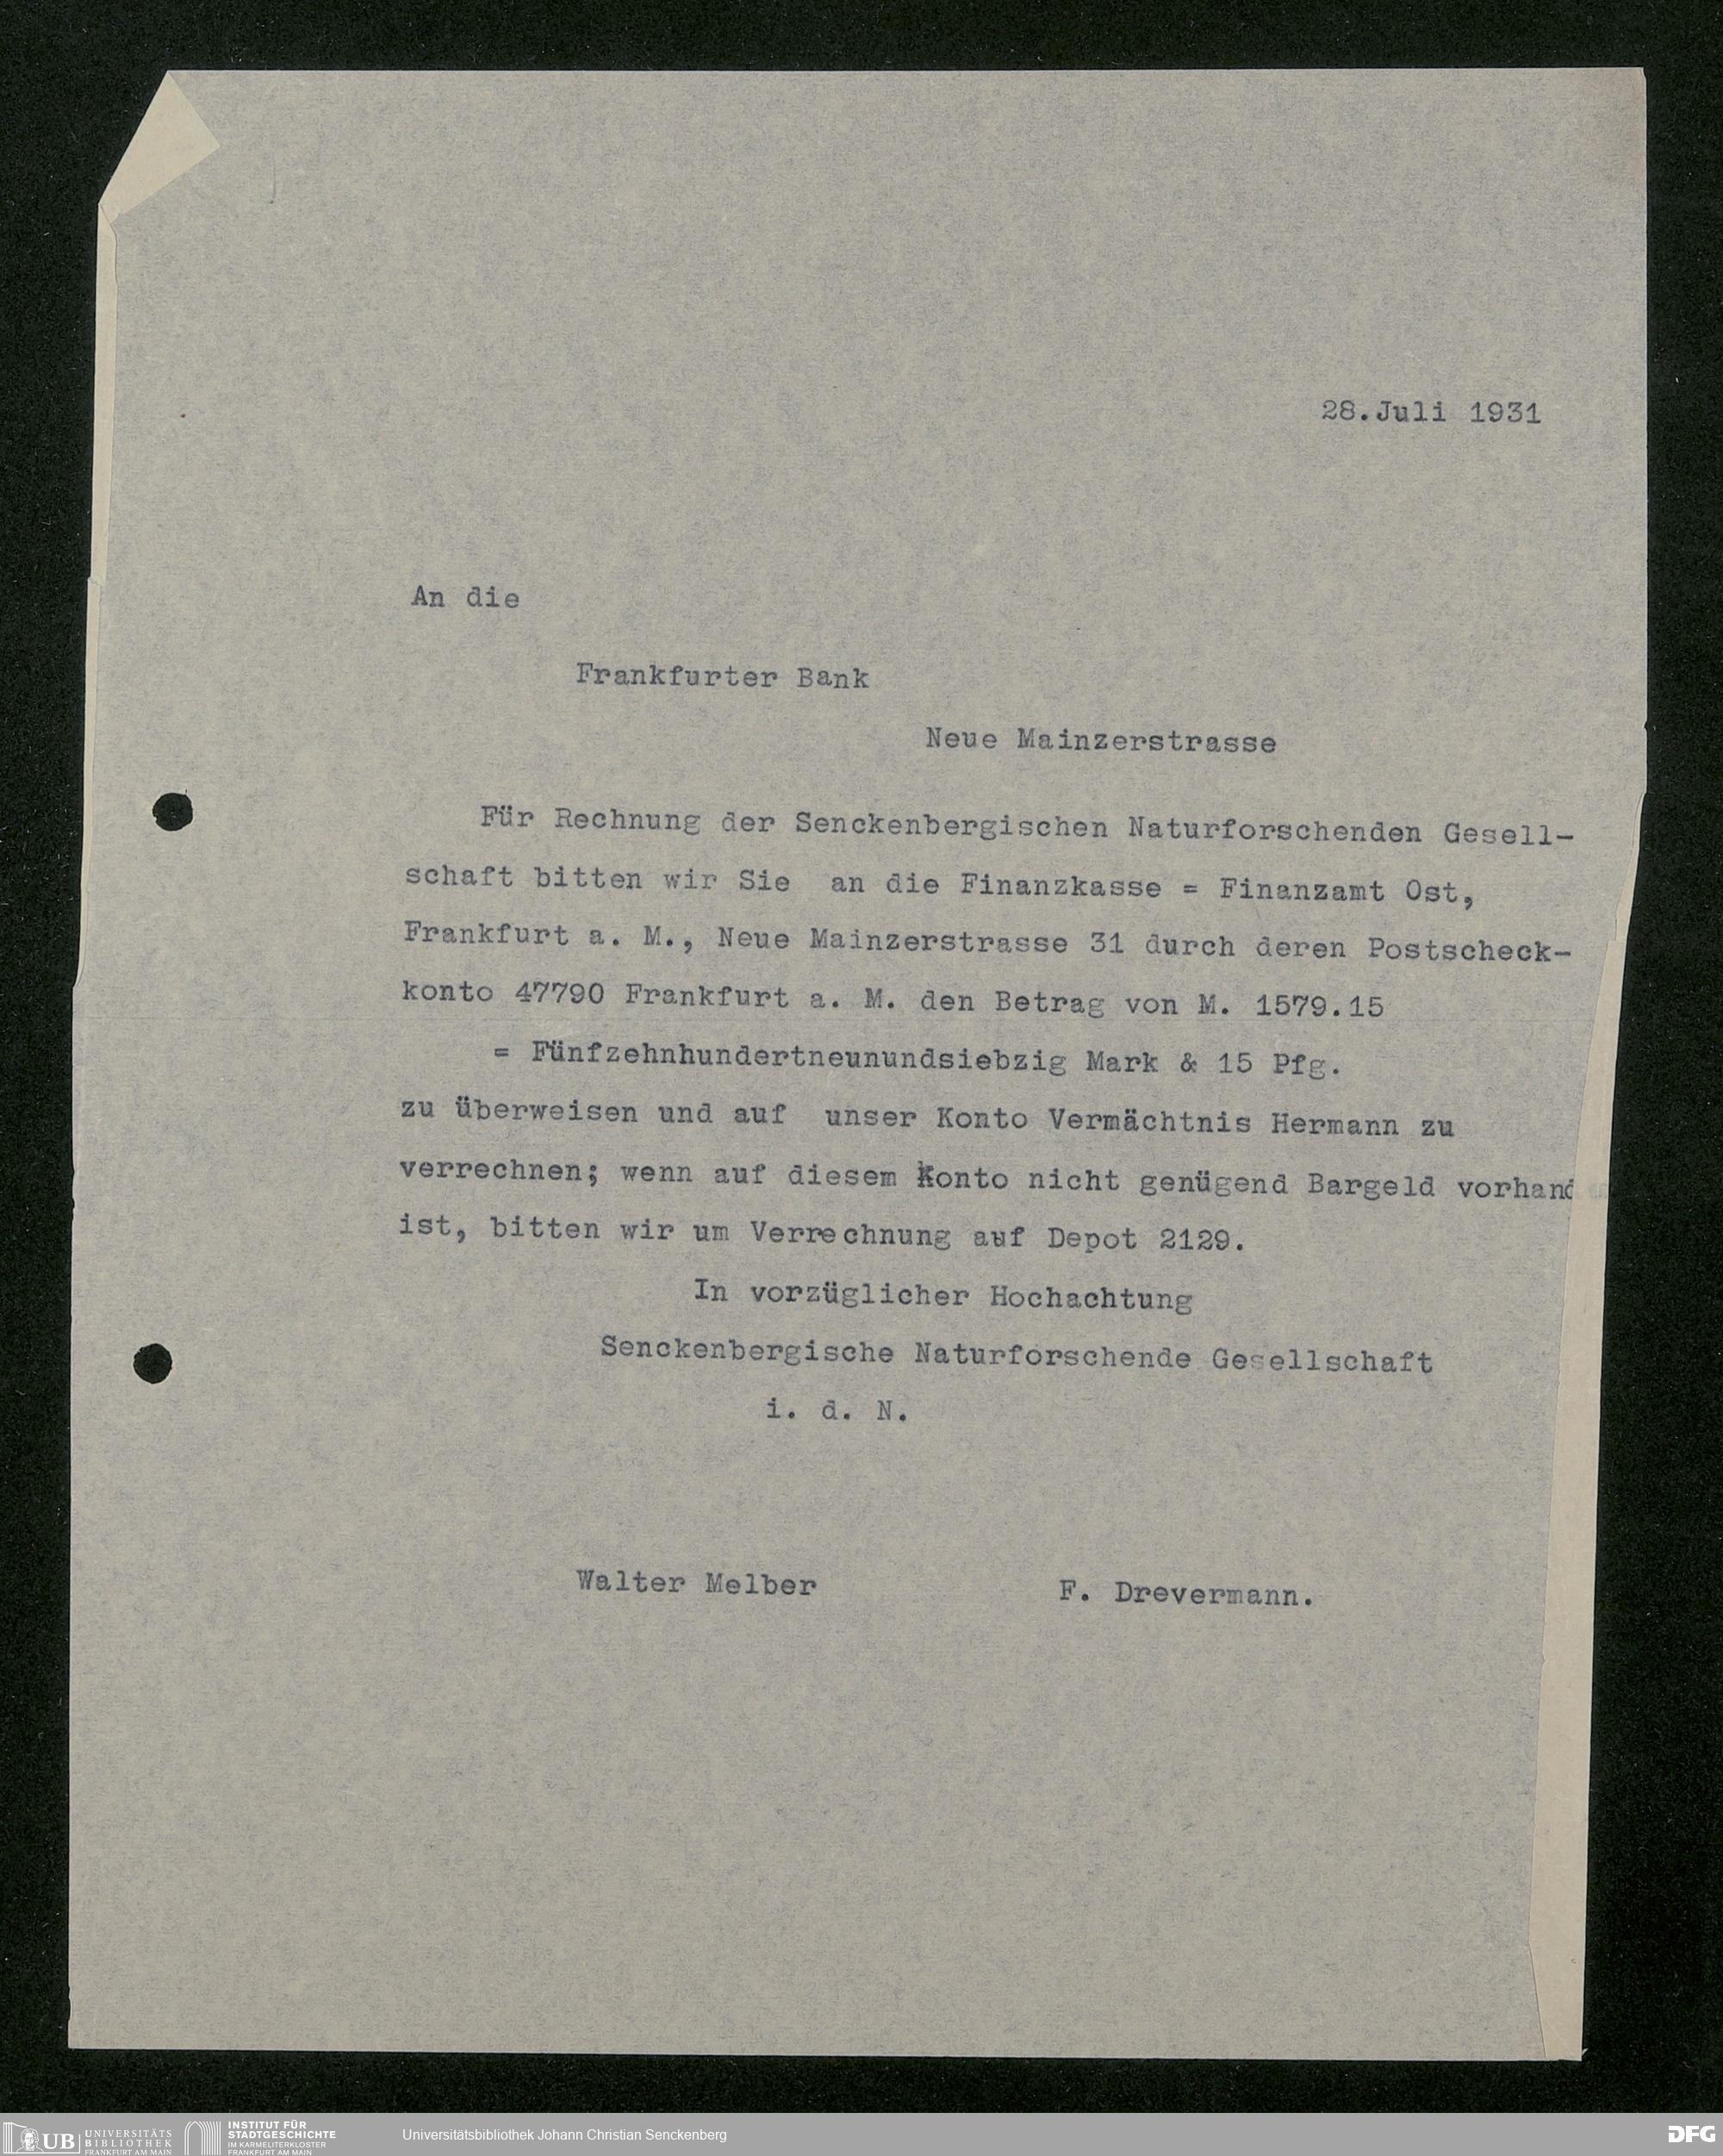 28.Juli 1931
An die
Frankfurter Bank
Neue Mainzerstrasse
Für Rechnung der Senckenbergischen Naturforschenden Gesell-
schaft bitten wir Sie an die Finanzkasse = Finanzamt Ost,
Frankfurt a. M., Neue Mainzerstrasse 31 durch deren Postscheck-
konto 47790 Frankfurt a. M. den Betrag von M. 1579.15
= Fünfzehnhundertneunundsiebzig Mark & 15 Pfg.
zu überweisen und auf unser Konto Vermächtnis Hermann zu
verrechnen; wenn auf diesem Konto nicht genügend Bargeld vorhand
ist, bitten wir um Verrechnung auf Depot 2129.
In vorzüglicher Hochachtung
Senckenbergische Naturforschende Gesellschaft
i. d. N.
Walter Melber F. Drevermann.
UB UNIVERSITÄTS
BIBLIOTHEK
FRANKFURT AM MAIN
INSTITUT FÜR
STADTGESCHICHTE
IM KARMELITERKLOSTER
FRANKFURT AM MAIN
Universitätsbibliothek Johann Christian Senckenberg
DFG